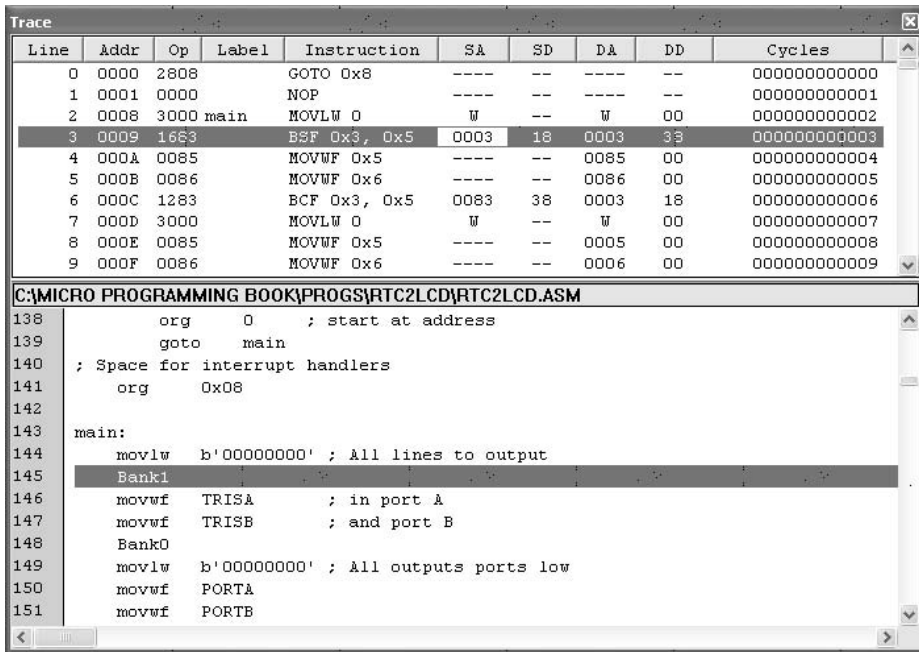 Trace
Line Addr Op Label Instruction SA SD DA DD Cycles
0 0000 2808 GOTO 0x8 ---- -- ---- -- 000000000000
1 0001 0000 NOP ---- -- ---- -- 000000000001
2 0008 3000 main MOVLW 0 W -- W 00 000000000002
3 0009 1683 BSF 0x3, 0x5 0003 18 0003 38 000000000003
4 000A 0085 MOVWF 0x5 ---- -- 0085 00 000000000004
5 000B 0086 MOVWF 0x6 ---- -- 0086 00 000000000005
6 000C 1283 BCF 0x3, 0x5 0083 38 0003 18 000000000006
7 000D 3000 MOVLW 0 W -- W 00 000000000007
8 000E 0085 MOVWF 0x5 ---- -- 0005 00 000000000008
9 000F 0086 MOVWF 0x6 ---- -- 0006 00 000000000009
C:\MICRO PROGRAMMING BOOK\PROGS\RTC2LCD\RTC2LCD.ASM
138 org 0 ; start at address
139 goto main
140 ; Space for interrupt handlers
141 org 0x08
142
143 main:
144 movlw b'00000000' ; All lines to output
145 Bank1
146 movwf TRISA ; in port A
147 movwf TRISB ; and port B
148 Bank0
149 movlw b'00000000' ; All outputs ports low
150 movwf PORTA
151 movwf PORTB